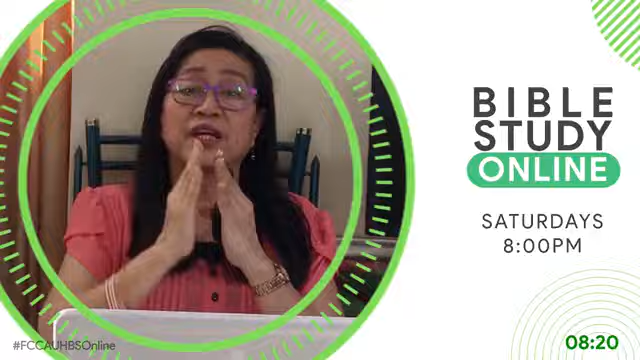 BIBLE
STUDY
ONLINE
SATURDAYS
8:00PM
#FCCAUHBSOnline
08:20